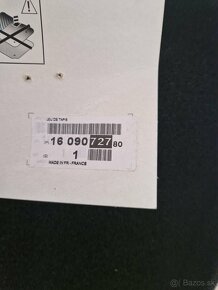 JEU DE TAPIS
16 090 727 80
1
MADE IN FR - FRANCE
© Bazos.sk